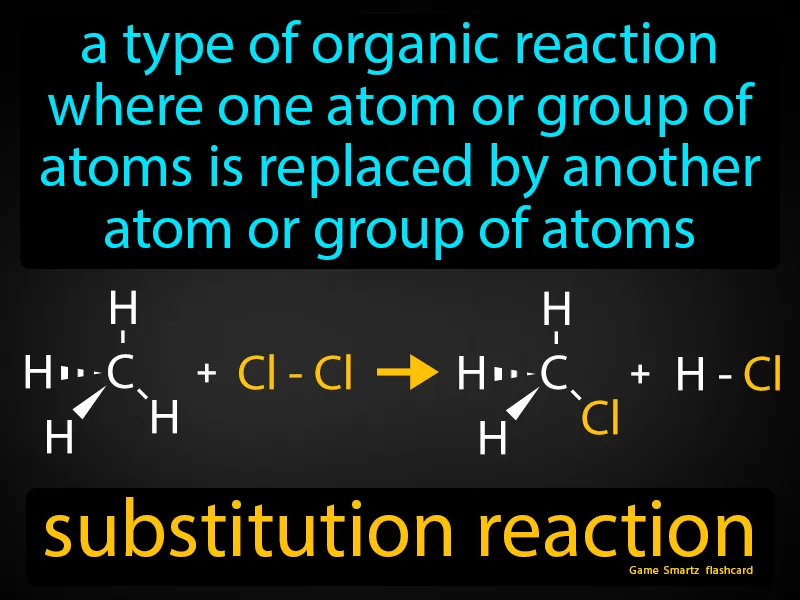 a type of organic reaction
where one atom or group of
atoms is replaced by another
atom or group of atoms
H H
H C + Cl - Cl H C + H - Cl
H H H Cl
substitution reaction
Game Smartz flashcard